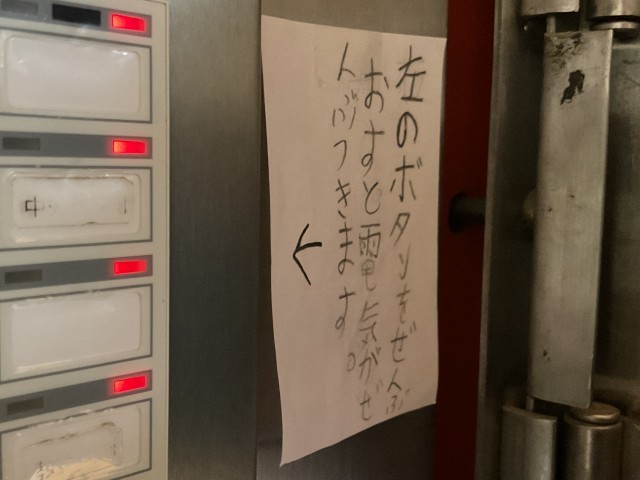 左のボタンをぜんぶ
おすと電気がぜ
んぶつきます。
中